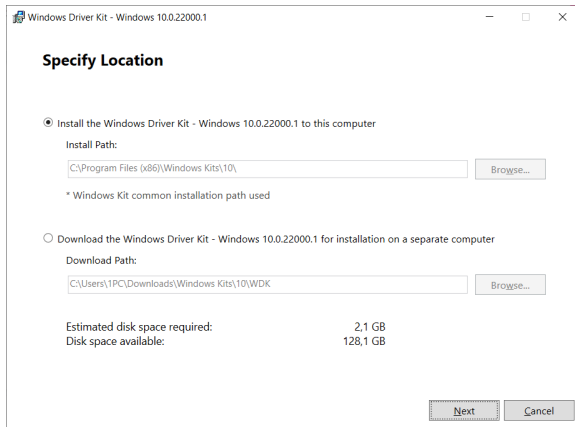 Windows Driver Kit - Windows 10.0.22000.1
Specify Location
Install the Windows Driver Kit - Windows 10.0.22000.1 to this computer
Install Path:
C:\Program Files (x86)\Windows Kits\10\
Browse...
* Windows Kit common installation path used
Download the Windows Driver Kit - Windows 10.0.22000.1 for installation on a separate computer
Download Path:
C:\Users\1PC\Downloads\Windows Kits\10\WDK
Browse...
Estimated disk space required: 2,1 GB
Disk space available: 128,1 GB
Next
Cancel